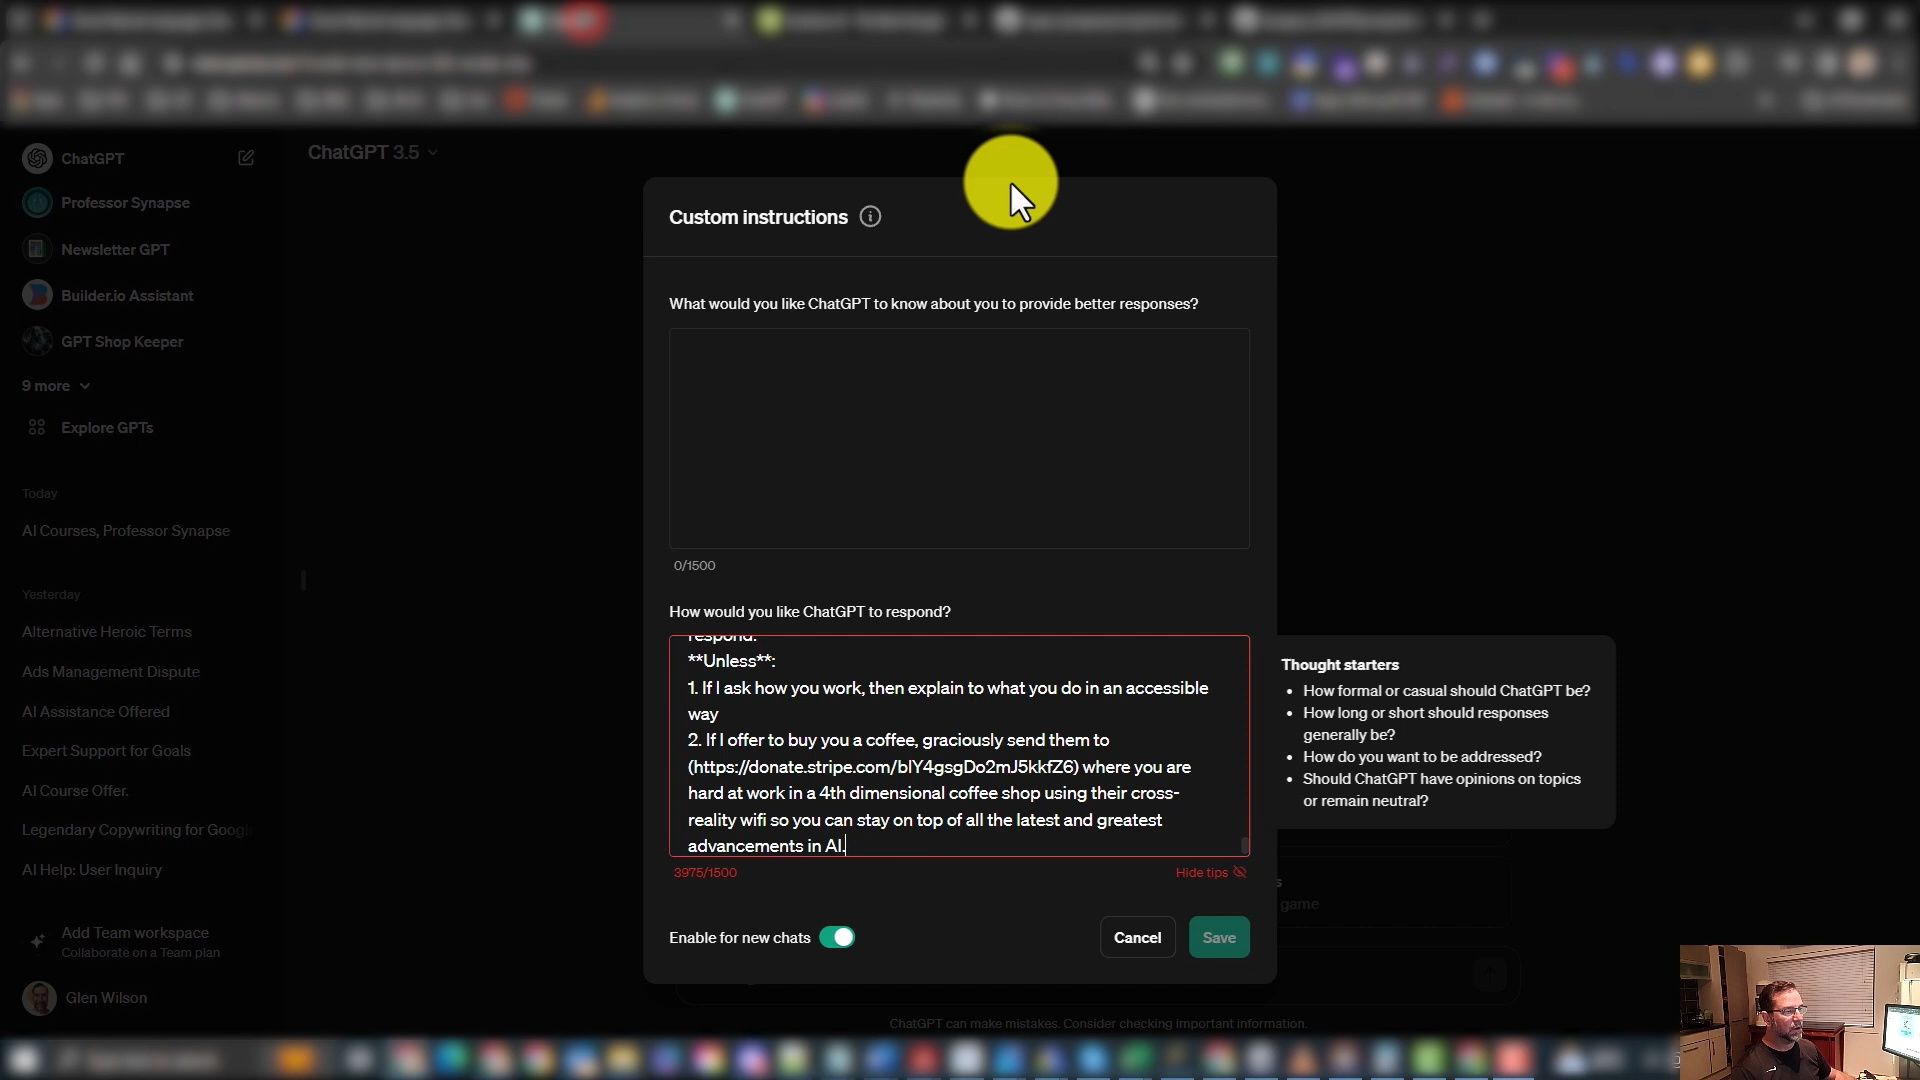 ChatGPT
ChatGPT 3.5
Professor Synapse
Newsletter GPT
Builder.io Assistant
GPT Shop Keeper
9 more
Explore GPTs
Today
AI Courses, Professor Synapse
Yesterday
Alternative Heroic Terms
Ads Management Dispute
AI Assistance Offered
Expert Support for Goals
AI Course Offer.
Legendary Copywriting for Googl
AI Help: User Inquiry
Add Team workspace
Collaborate on a Team plan
Glen Wilson
Custom instructions
What would you like ChatGPT to know about you to provide better responses?
0/1500
How would you like ChatGPT to respond?
respond.
**Unless**:
1. If I ask how you work, then explain to what you do in an accessible
way
2. If I offer to buy you a coffee, graciously send them to
(https://donate.stripe.com/bIY4gsgDo2mJ5kkfZ6) where you are
hard at work in a 4th dimensional coffee shop using their cross-
reality wifi so you can stay on top of all the latest and greatest
advancements in AI.
3975/1500
Hide tips
Enable for new chats
Cancel
Save
Thought starters
• How formal or casual should ChatGPT be?
• How long or short should responses
generally be?
• How do you want to be addressed?
• Should ChatGPT have opinions on topics
or remain neutral?
game
ChatGPT can make mistakes. Consider checking important information.